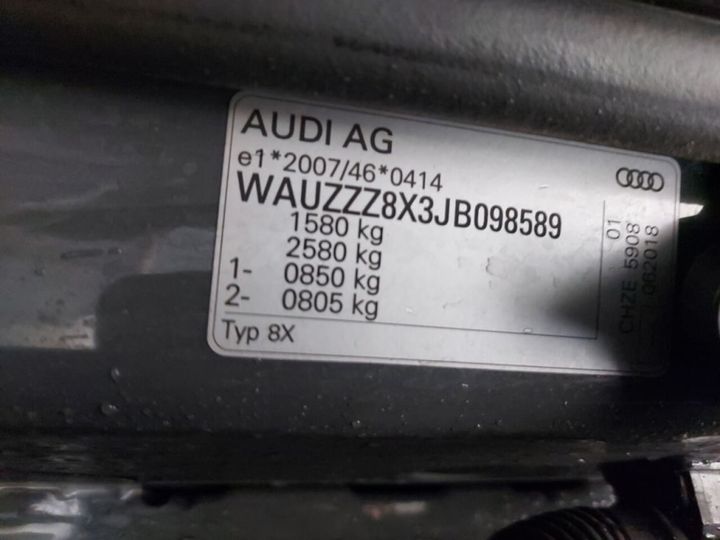 AUDI AG
e1*2007/46*0414
WAUZZZ8X3JB098589
1580 kg
2580 kg
1- 0850 kg
2- 0805 kg
Typ 8X
01
CHZE 5908
062018